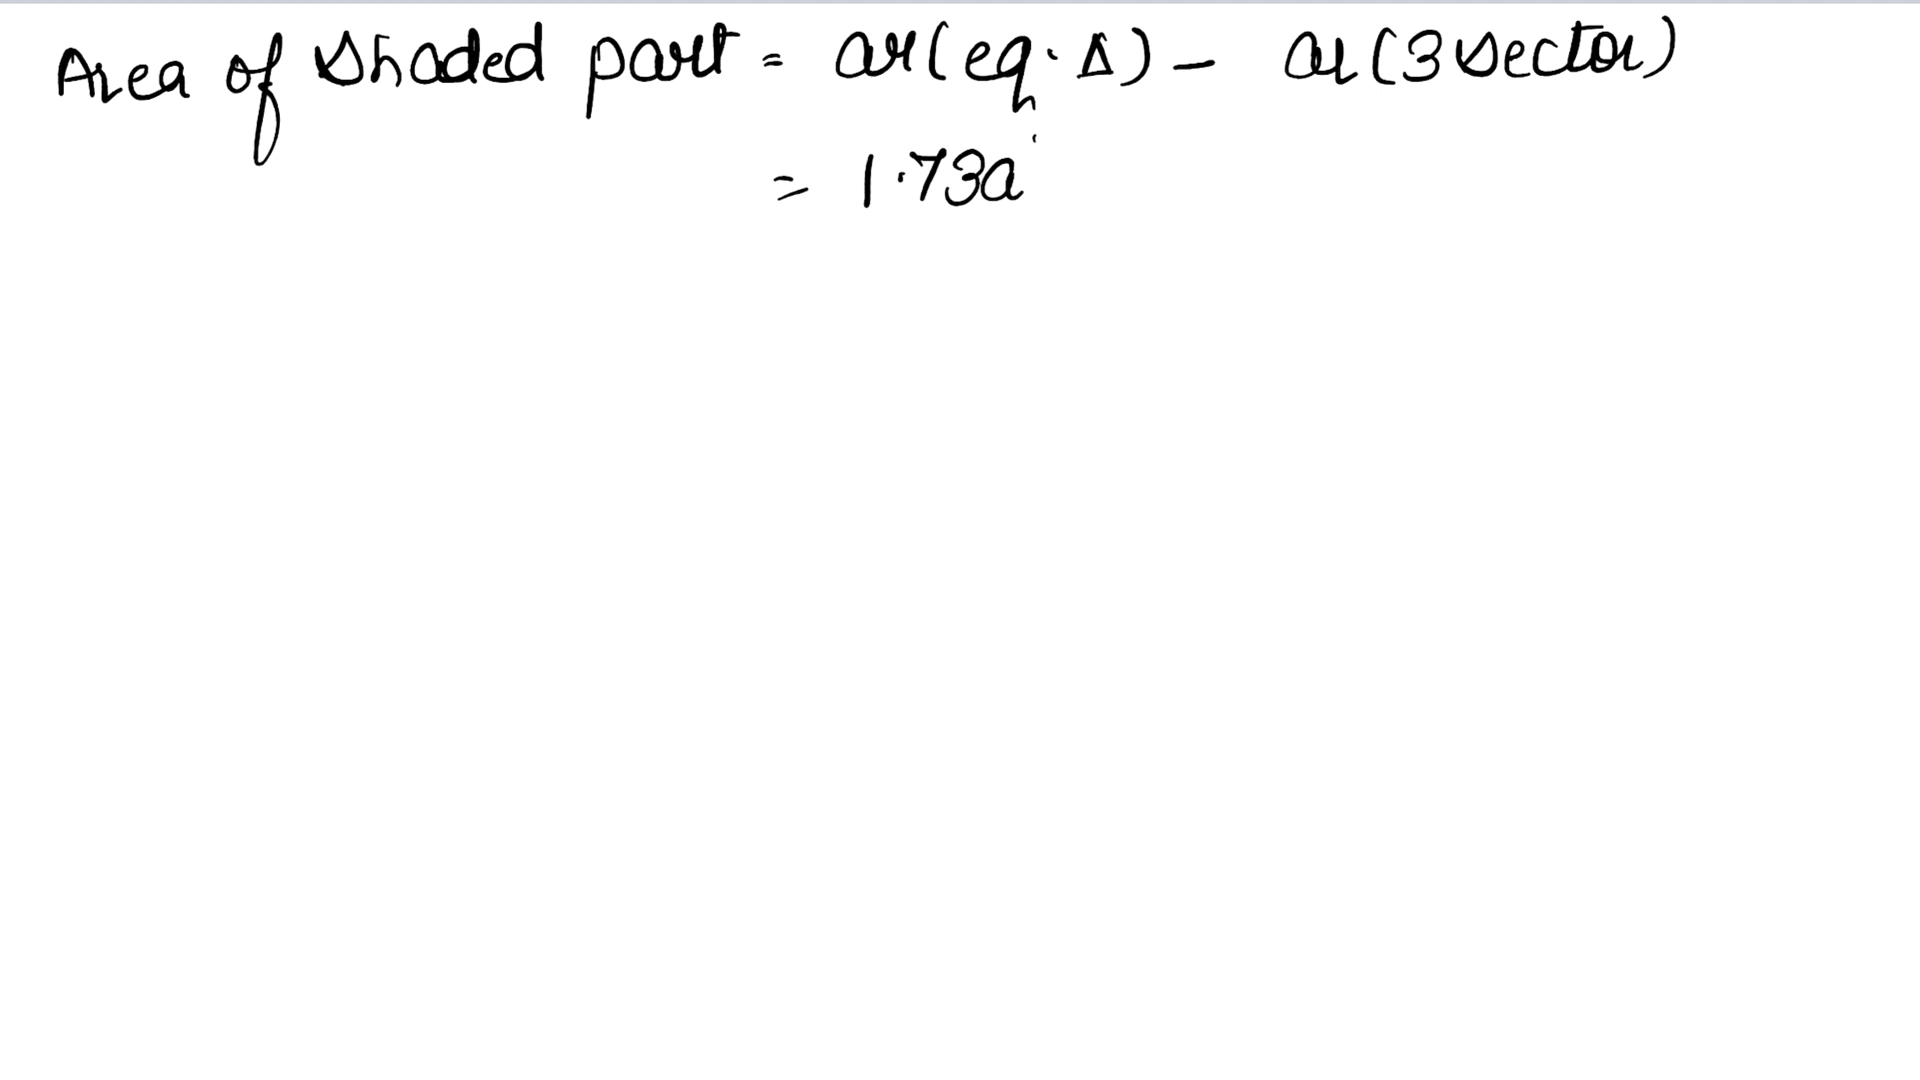 Area of shaded part = ar(eq. Δ) - ar(3 sector)
= 1.73a